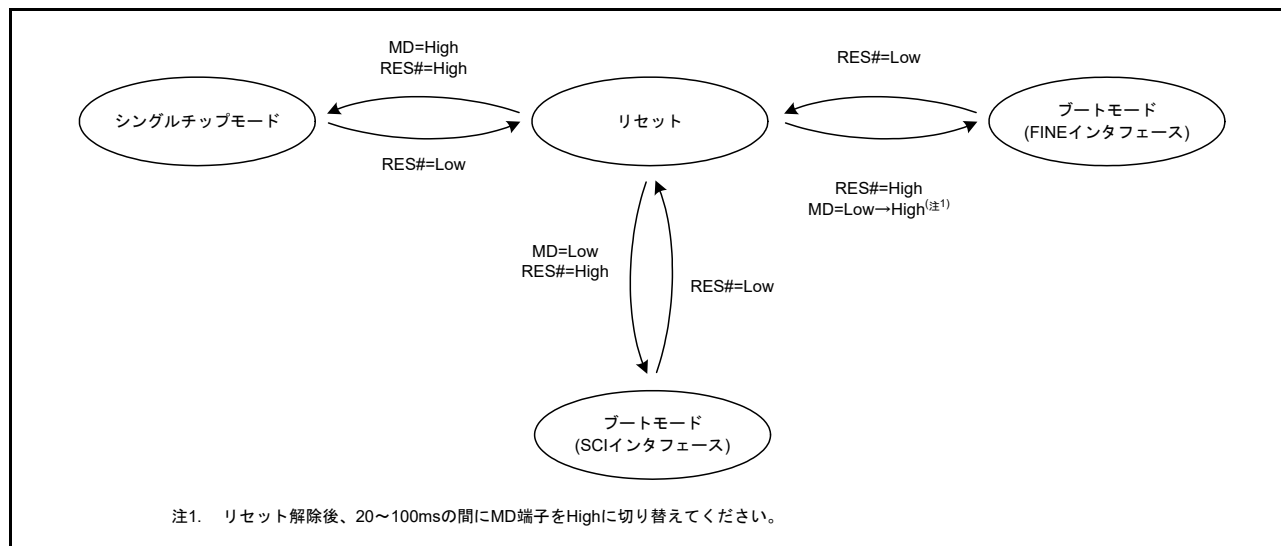 MD=High
RES#=High
RES#=Low
シングルチップモード
リセット
ブートモード
(FINEインタフェース)
RES#=Low
RES#=High
MD=Low→High(注1)
MD=Low
RES#=High
RES#=Low
ブートモード
(SCIインタフェース)
注1. リセット解除後、20～100msの間にMD端子をHighに切り替えてください。